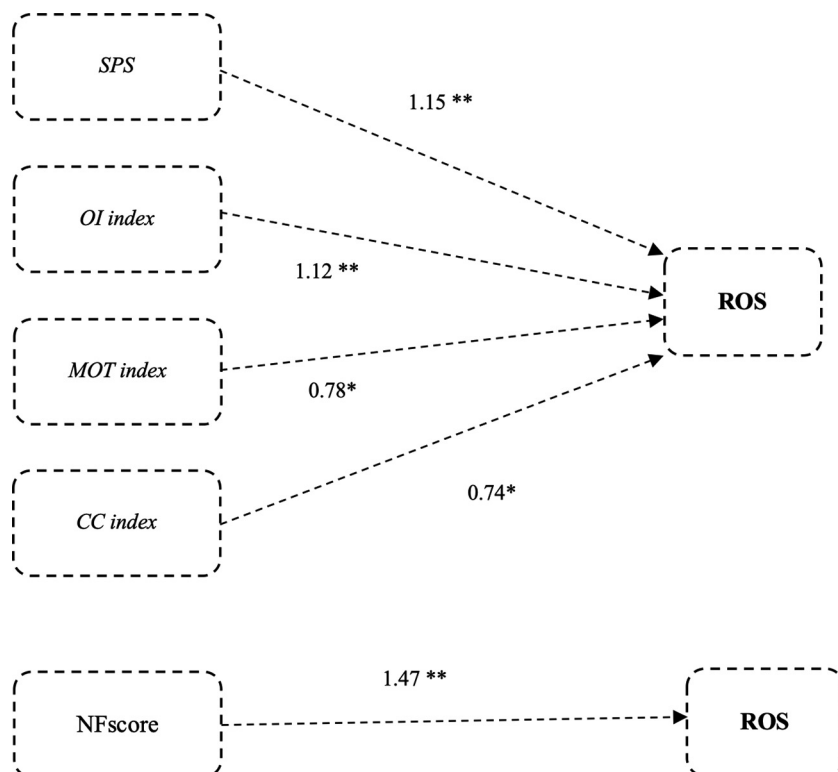 SPS
1.15 **
OI index
1.12 **
ROS
MOT index
0.78*
CC index
0.74*
NFscore
1.47 **
ROS